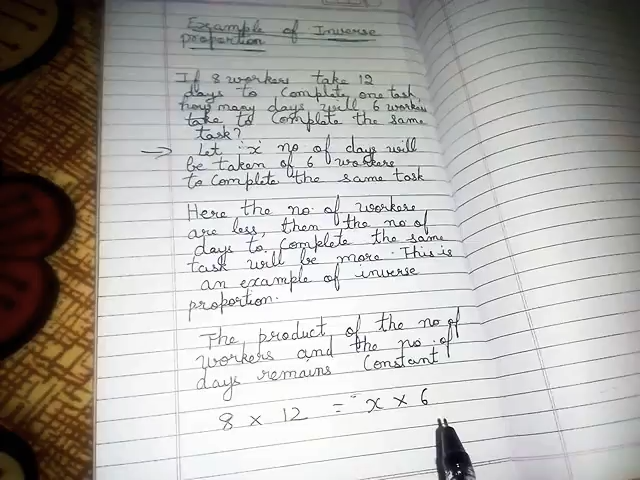 Example of Inverse
proportion
If 8 workers take 12
days to complete one task
how many days will 6 workers
take to complete the same
task?
→ Let 'x' no of days will
be taken of 6 workers
to complete the same task
Here the no. of workers
are less, then the no of
days to complete the same
task will be more. This is
an example of inverse
proportion.
The product of the no of
workers and the no. of
days remains constant
8 × 12 = x × 6